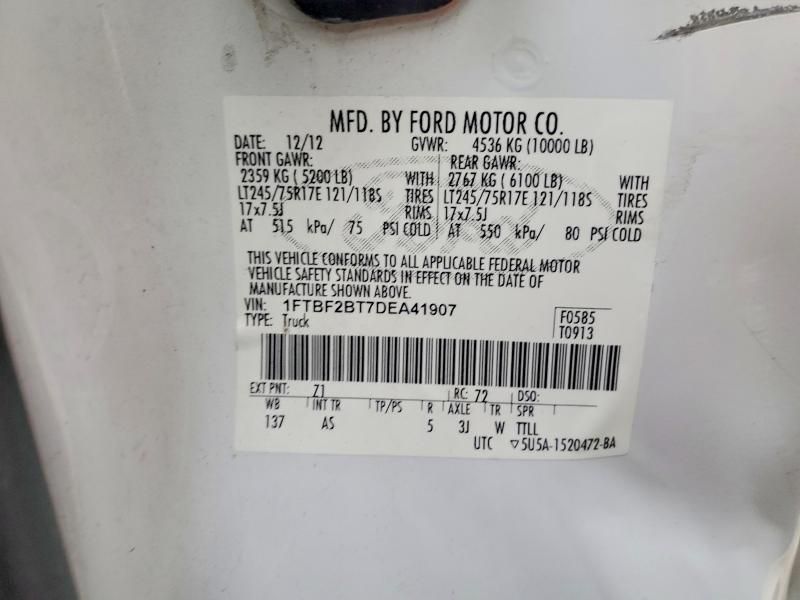 MFD. BY FORD MOTOR CO.
DATE: 12/12 GVWR: 4536 KG (10000 LB)
FRONT GAWR: REAR GAWR:
2359 KG ( 5200 LB) WITH 2767 KG ( 6100 LB) WITH
LT245/75R17E 121/118S TIRES LT245/75R17E 121/118S TIRES
17x7.5J RIMS 17x7.5J RIMS
AT 515 kPa/ 75 PSI COLD AT 550 kPa/ 80 PSI COLD
THIS VEHICLE CONFORMS TO ALL APPLICABLE FEDERAL MOTOR
VEHICLE SAFETY STANDARDS IN EFFECT ON THE DATE OF
MANUFACTURE SHOWN ABOVE.
VIN: 1FTBF2BT7DEA41907 F0585
TYPE: Truck T0913
EXT PNT: Z1 RC: 72 DSO:
WB INT TR TP/PS R AXLE TR SPR
137 AS 5 3J W TTLL
UTC ▽5U5A-1520472-BA